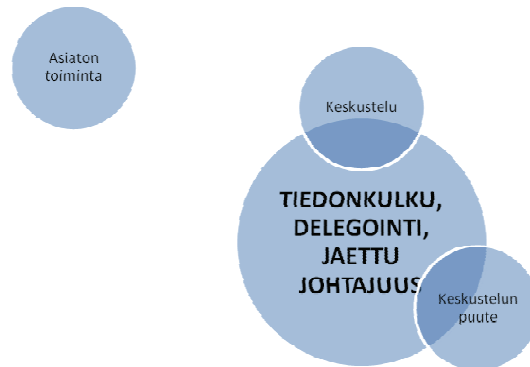 Asiaton
toiminta
Keskustelu
TIEDONKULKU,
DELEGOINTI,
JAETTU
JOHTAJUUS
Keskustelun
puute